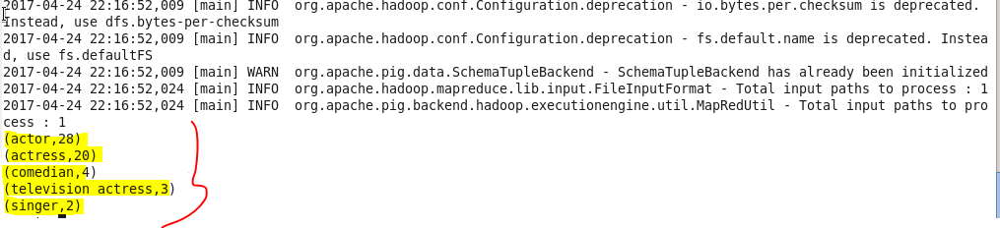 2017-04-24 22:16:52,009 [main] INFO  org.apache.hadoop.conf.Configuration.deprecation - io.bytes.per.checksum is deprecated.
Instead, use dfs.bytes-per-checksum
2017-04-24 22:16:52,009 [main] INFO  org.apache.hadoop.conf.Configuration.deprecation - fs.default.name is deprecated. Instea
d, use fs.defaultFS
2017-04-24 22:16:52,009 [main] WARN  org.apache.pig.data.SchemaTupleBackend - SchemaTupleBackend has already been initialized
2017-04-24 22:16:52,024 [main] INFO  org.apache.hadoop.mapreduce.lib.input.FileInputFormat - Total input paths to process : 1
2017-04-24 22:16:52,024 [main] INFO  org.apache.pig.backend.hadoop.executionengine.util.MapRedUtil - Total input paths to pro
cess : 1
(actor,28)
(actress,20)
(comedian,4)
(television actress,3)
(singer,2)